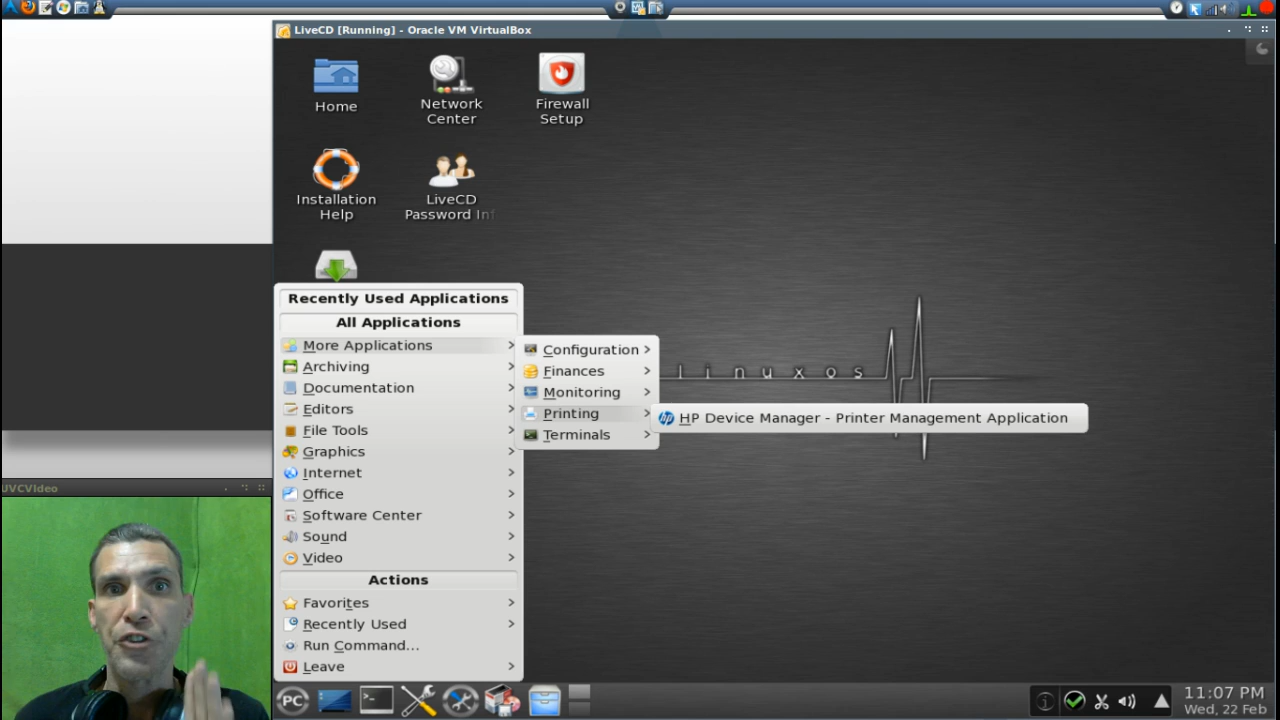 LiveCD [Running] - Oracle VM VirtualBox
Home
Network
Center
Firewall
Setup
Installation
Help
LiveCD
Password Inf
Recently Used Applications
All Applications
More Applications
Archiving
Documentation
Editors
File Tools
Graphics
Internet
Office
Software Center
Sound
Video
Actions
Favorites
Recently Used
Run Command...
Leave
Configuration
Finances
Monitoring
Printing
Terminals
HP Device Manager - Printer Management Application
linuxos
UVCVideo
PC
11:07 PM
Wed, 22 Feb